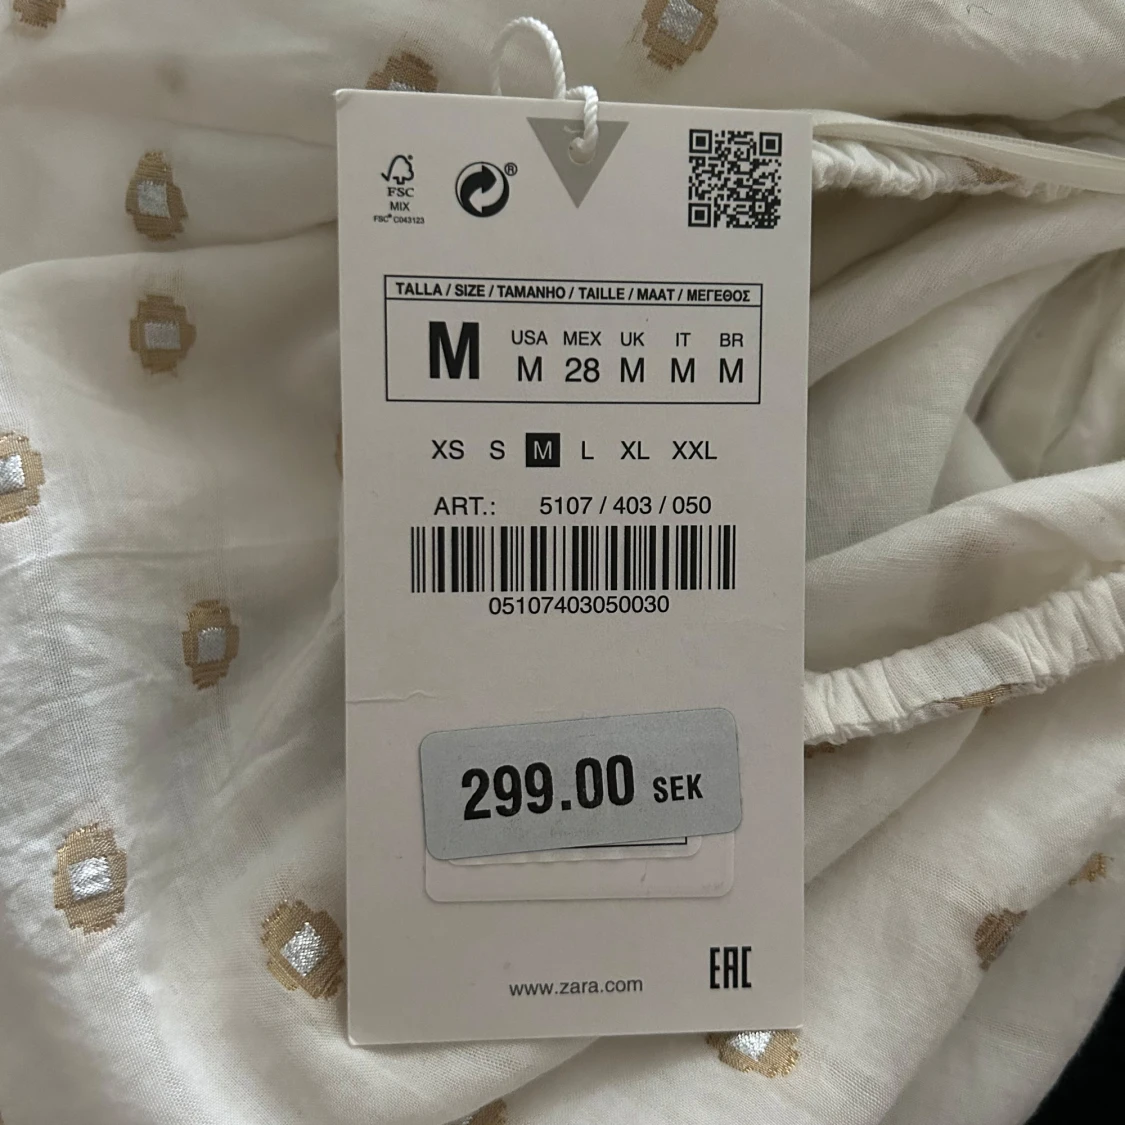 FSC
MIX
FSC® C043123
®
TALLA / SIZE / TAMANHO / TAILLE / MAAT / ΜΕΓΕΘΟΣ
M
USA MEX UK IT BR
M 28 M M M
XS S M L XL XXL
ART.: 5107 / 403 / 050
05107403050030
299.00 SEK
www.zara.com
EAC